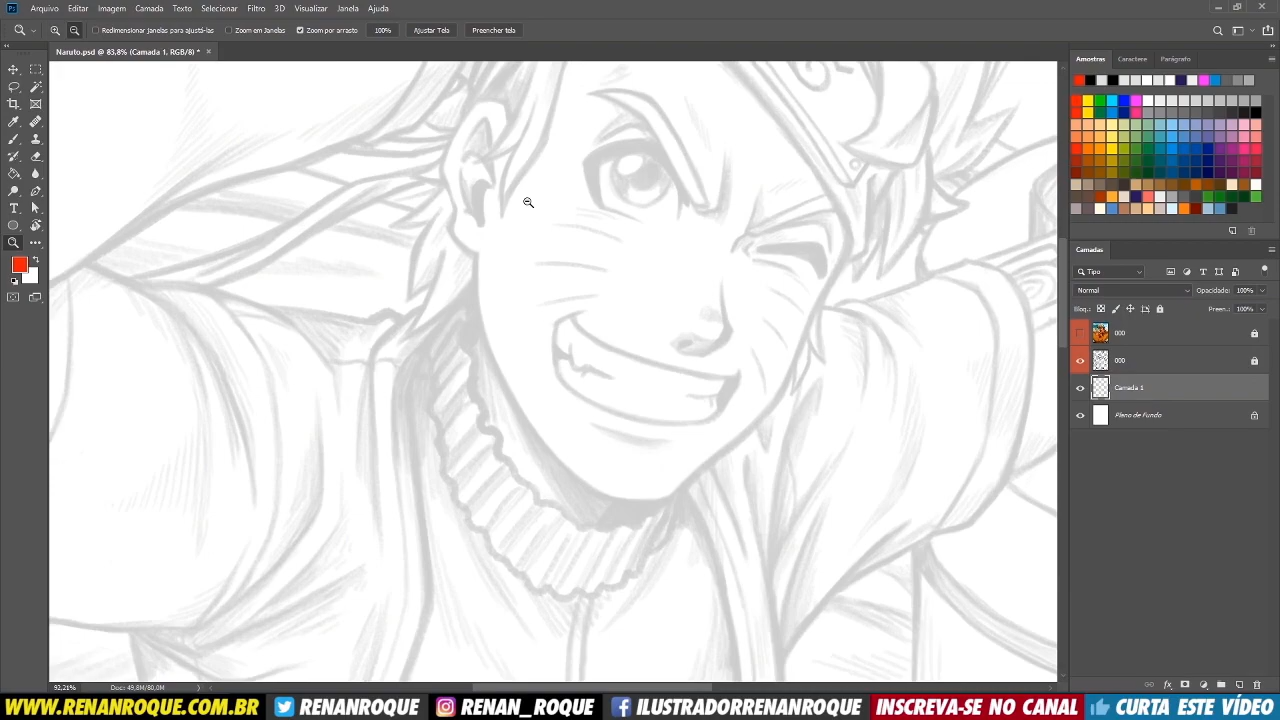 Arquivo Editar Imagem Camada Texto Selecionar Filtro 3D Visualizar Janela Ajuda
Redimensionar janelas para ajustá-las Zoom em Janelas Zoom por arrasto 100% Ajustar Tela Preencher tela
Naruto.psd @ 83,8% (Camada 1, RGB/8) * ×
Amostras Caractere Parágrafo
Camadas
Tipo
Normal Opacidade: 100%
Bloq.: Preen.: 100%
000
000
Camada 1
Plano de Fundo
92,21% Doc: 49,8M/80,0M
WWW.RENANROQUE.COM.BR RENANROQUE RENAN_ROQUE ILUSTRADORRENANROQUE INSCREVA-SE NO CANAL CURTA ESTE VÍDEO